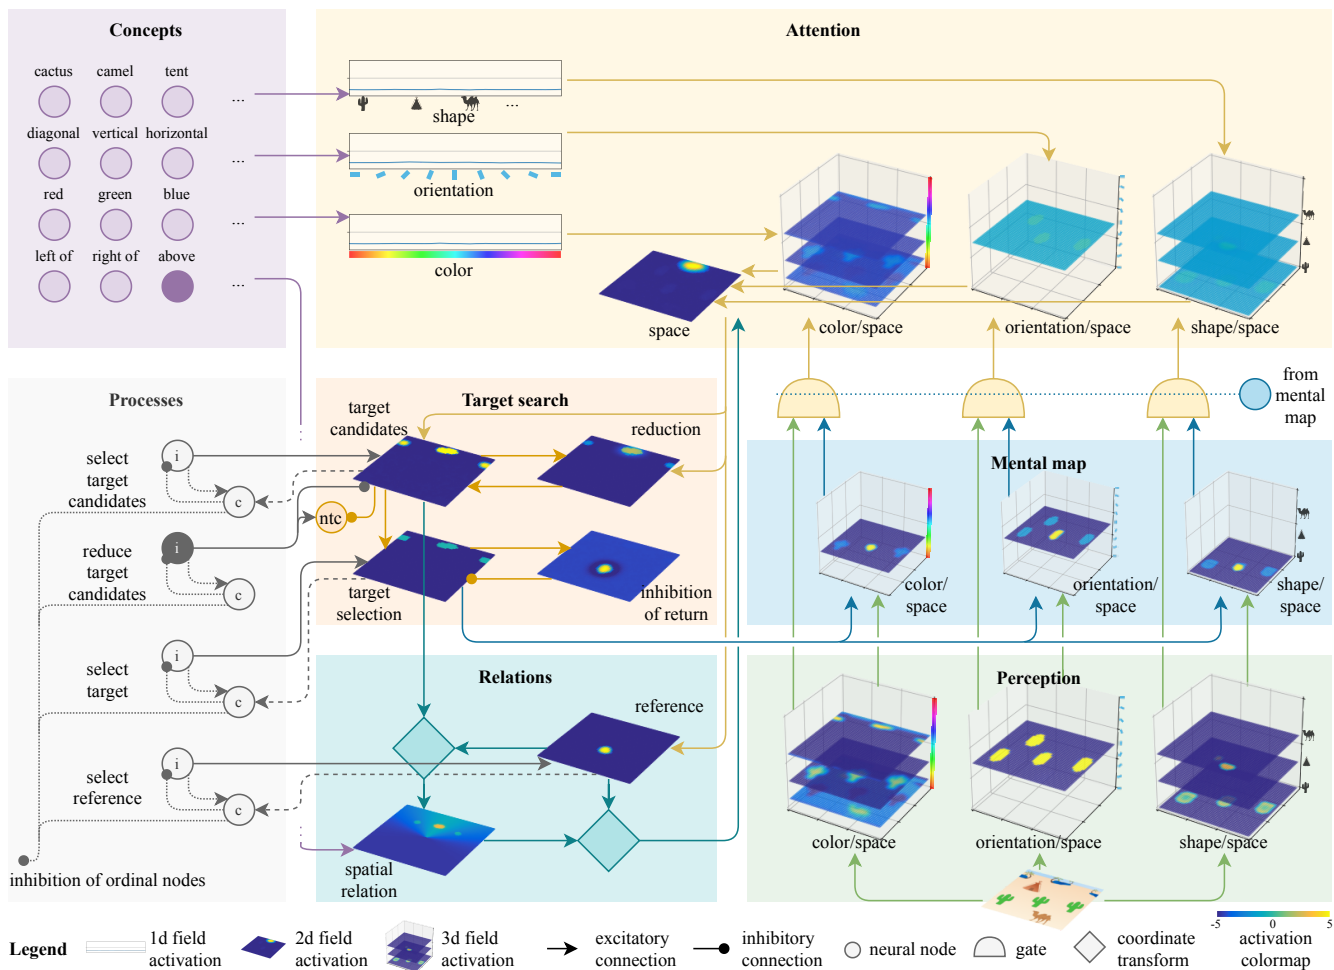 Concepts
cactus camel tent
...
diagonal vertical horizontal
...
red green blue
...
left of right of above
...
Attention
shape
...
orientation
color
space
color/space
orientation/space
shape/space
Processes
select
target
candidates
i
c
reduce
target
candidates
i
c
select
target
i
c
select
reference
i
c
inhibition of ordinal nodes
Target search
target
candidates
reduction
ntc
target
selection
inhibition
of return
from
mental
map
Mental map
color/
space
orientation/
space
shape/
space
Relations
reference
spatial
relation
Perception
color/space
orientation/space
shape/space
Legend
1d field
activation
2d field
activation
3d field
activation
excitatory
connection
inhibitory
connection
neural node
gate
coordinate
transform
-5 0 5
activation
colormap